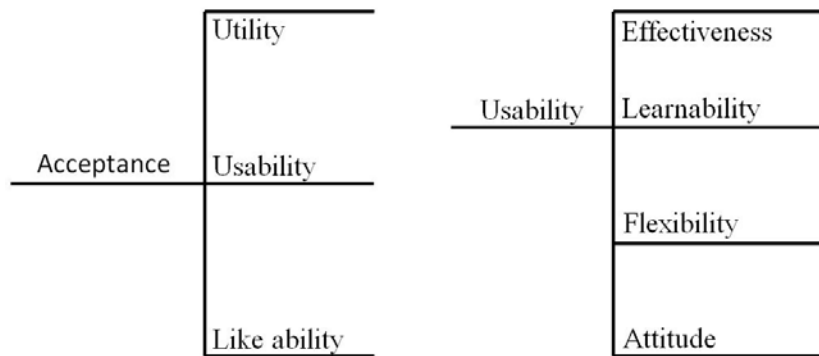 Utility
Acceptance
Usability
Like ability
Effectiveness
Usability
Learnability
Flexibility
Attitude